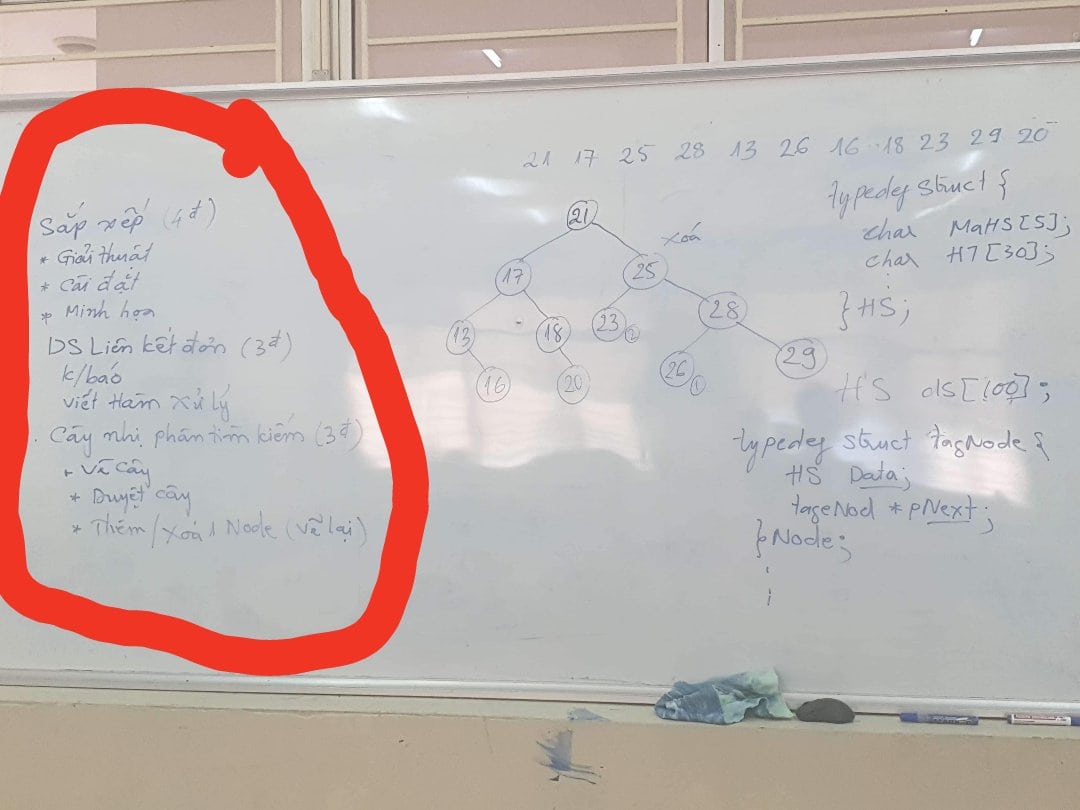 Sắp xếp (4đ)
* Giải thuật
* Cài đặt
* Minh họa
DS Liên kết đơn (3đ)
k/báo
viết Hàm xử lý
. Cây nhị phân tìm kiếm (3đ)
+ Vẽ cây
* Duyệt cây
* Thêm/Xoá 1 Node (Vẽ lại)
21 17 25 28 13 26 16 18 23 29 20
21
xoá
17 25
13 18 23 2 28
16 20 26 1 29
typedef struct {
char MaHS[5];
char HT[30];
⋮
} HS;
HS dS[100];
typedef struct tagNode {
HS Data;
tageNod *pNext;
} Node;